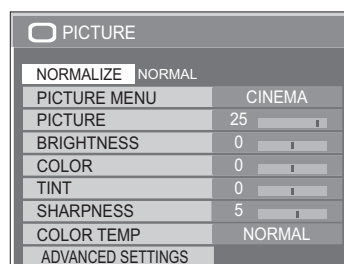 PICTURE
NORMALIZE NORMAL
PICTURE MENU CINEMA
PICTURE 25
BRIGHTNESS 0
COLOR 0
TINT 0
SHARPNESS 5
COLOR TEMP NORMAL
ADVANCED SETTINGS